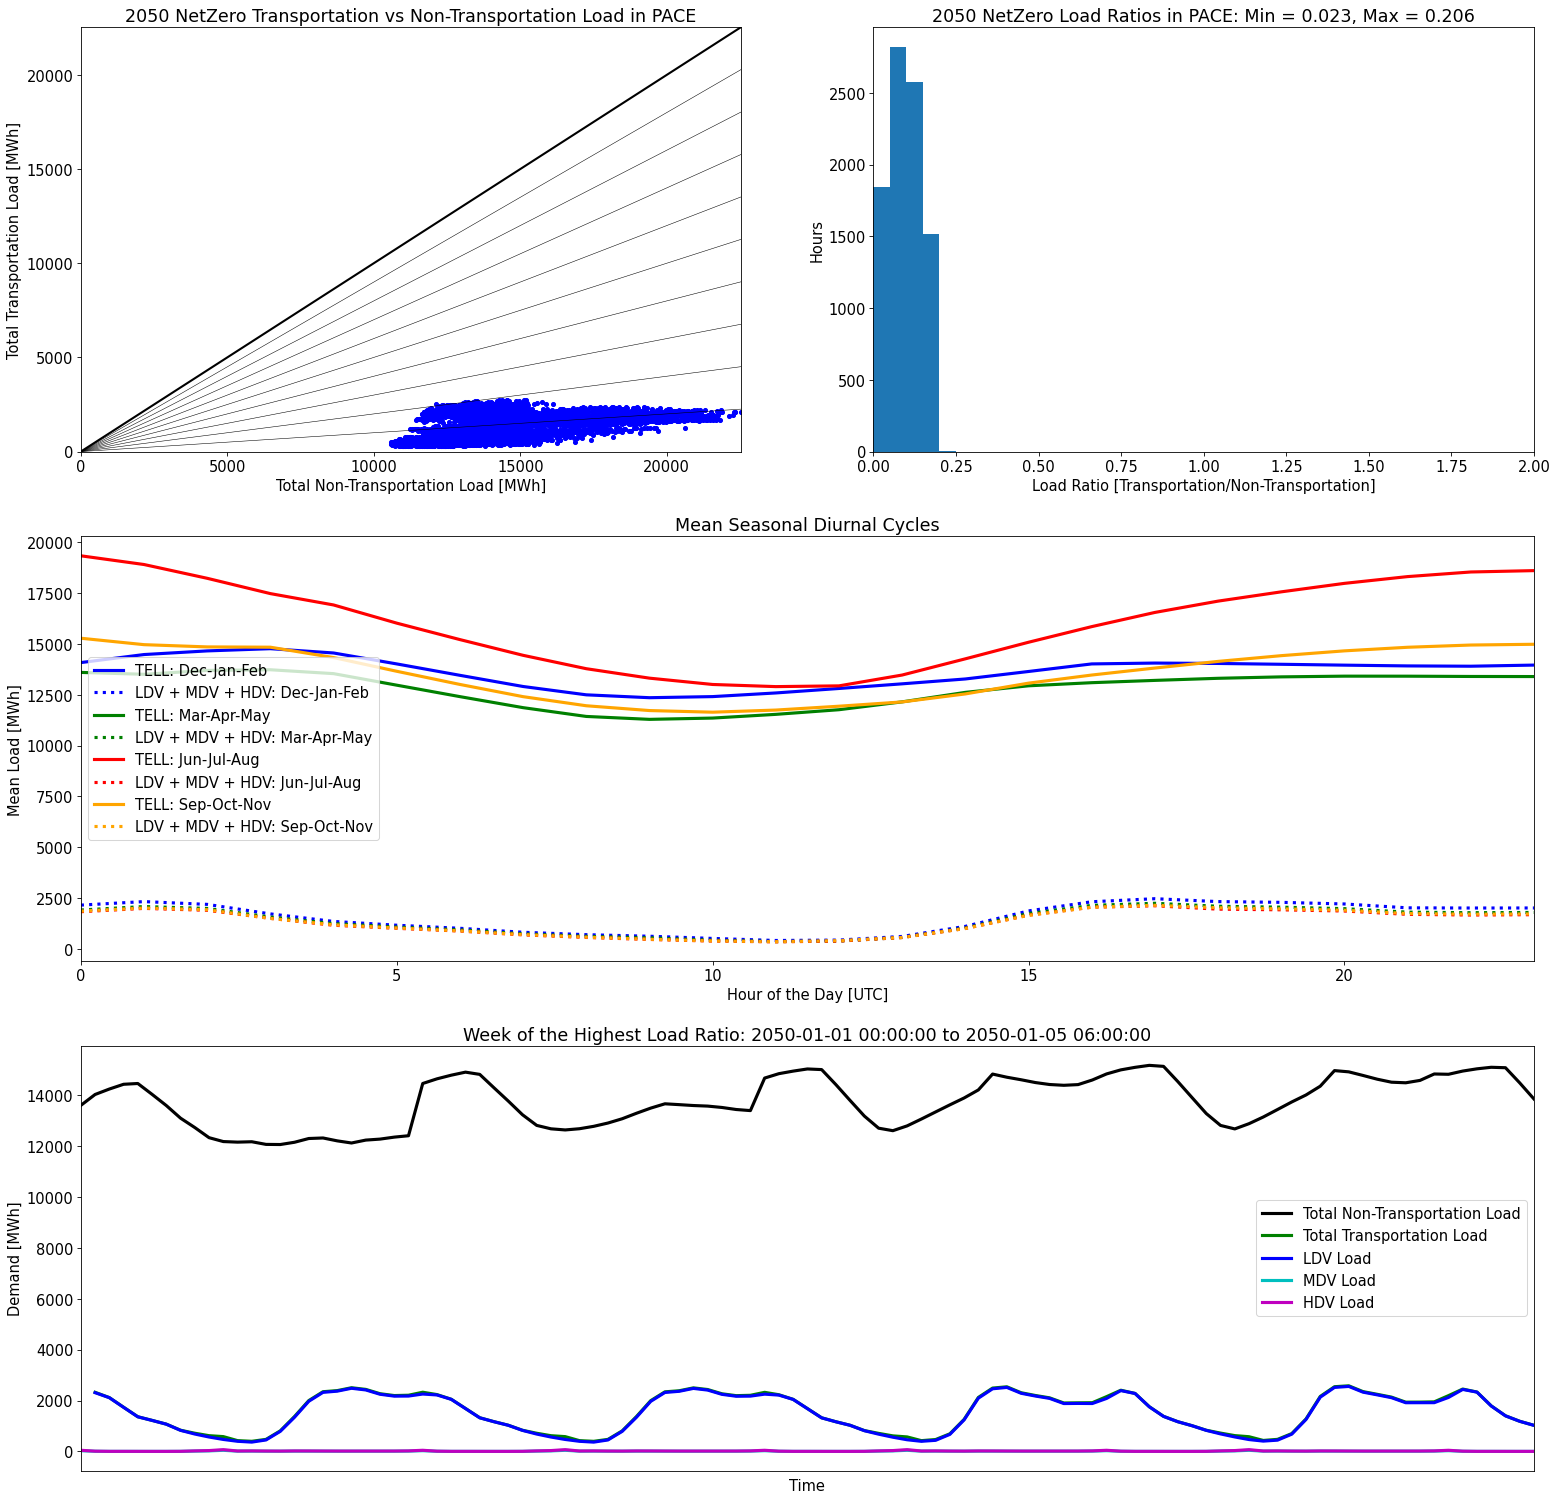 2050 NetZero Transportation vs Non-Transportation Load in PACE
Total Transportation Load [MWh]
20000
15000
10000
5000
0
0 5000 10000 15000 20000
Total Non-Transportation Load [MWh]
2050 NetZero Load Ratios in PACE: Min = 0.023, Max = 0.206
Hours
2500
2000
1500
1000
500
0
0.00 0.25 0.50 0.75 1.00 1.25 1.50 1.75 2.00
Load Ratio [Transportation/Non-Transportation]
Mean Seasonal Diurnal Cycles
Mean Load [MWh]
20000
17500
15000
12500
10000
7500
5000
2500
0
TELL: Dec-Jan-Feb
LDV + MDV + HDV: Dec-Jan-Feb
TELL: Mar-Apr-May
LDV + MDV + HDV: Mar-Apr-May
TELL: Jun-Jul-Aug
LDV + MDV + HDV: Jun-Jul-Aug
TELL: Sep-Oct-Nov
LDV + MDV + HDV: Sep-Oct-Nov
0 5 10 15 20
Hour of the Day [UTC]
Week of the Highest Load Ratio: 2050-01-01 00:00:00 to 2050-01-05 06:00:00
Demand [MWh]
14000
12000
10000
8000
6000
4000
2000
0
Total Non-Transportation Load
Total Transportation Load
LDV Load
MDV Load
HDV Load
Time